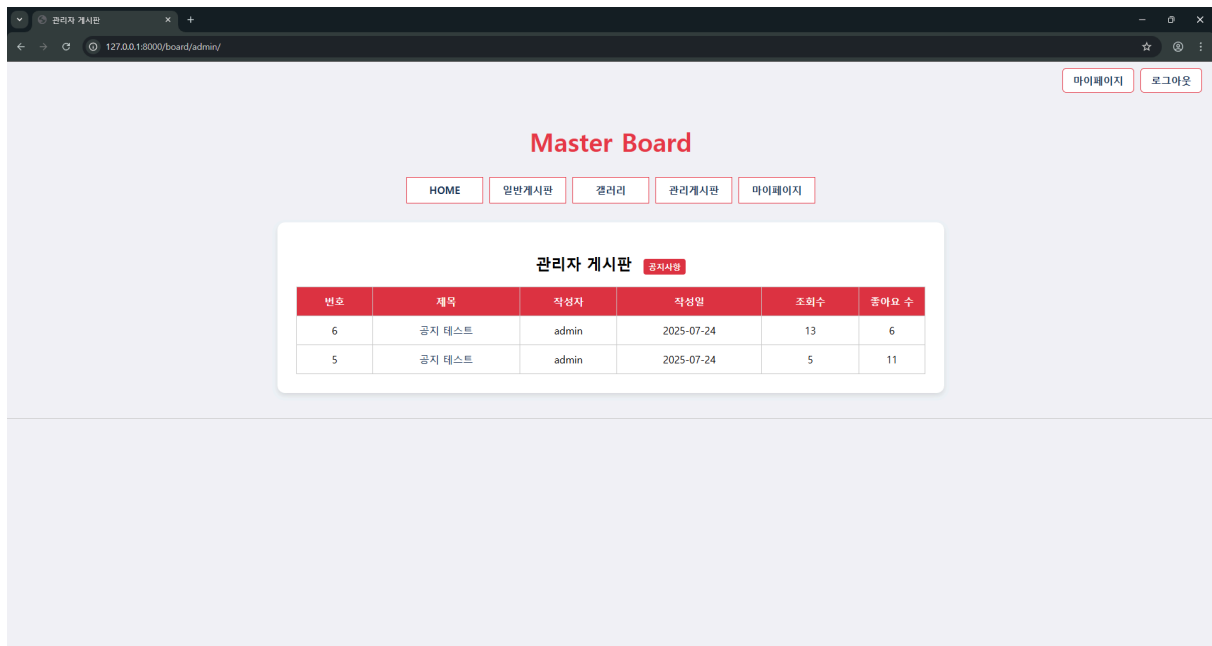 관리자 게시판
127.0.0.1:8000/board/admin/
마이페이지 로그아웃
Master Board
HOME 일반게시판 갤러리 관리게시판 마이페이지
관리자 게시판 공지사항
번호 제목 작성자 작성일 조회수 좋아요 수
6 공지 테스트 admin 2025-07-24 13 6
5 공지 테스트 admin 2025-07-24 5 11